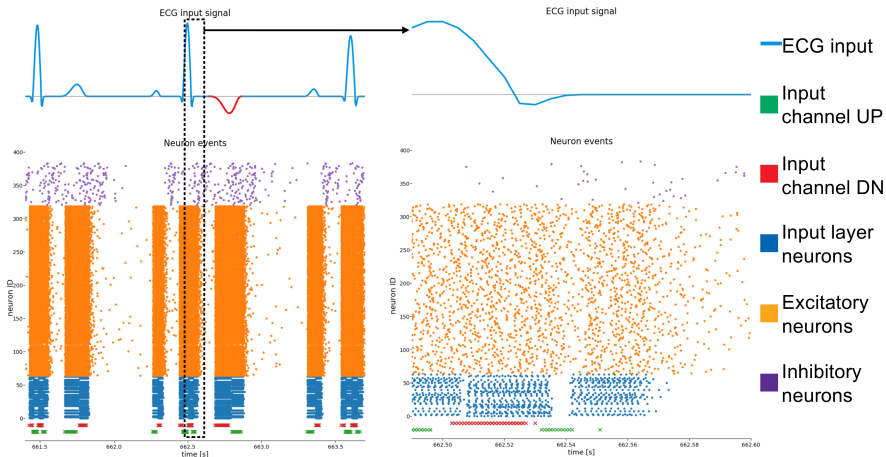 ECG input signal
Neuron events
neuron ID
400
350
300
250
200
150
100
50
0
661.5
662.0
662.5
663.0
663.5
time [s]
ECG input signal
Neuron events
neuron ID
400
350
300
250
200
150
100
50
0
662.50
662.52
662.54
662.56
662.58
662.60
time [s]
ECG input
Input
channel UP
Input
channel DN
Input layer
neurons
Excitatory
neurons
Inhibitory
neurons